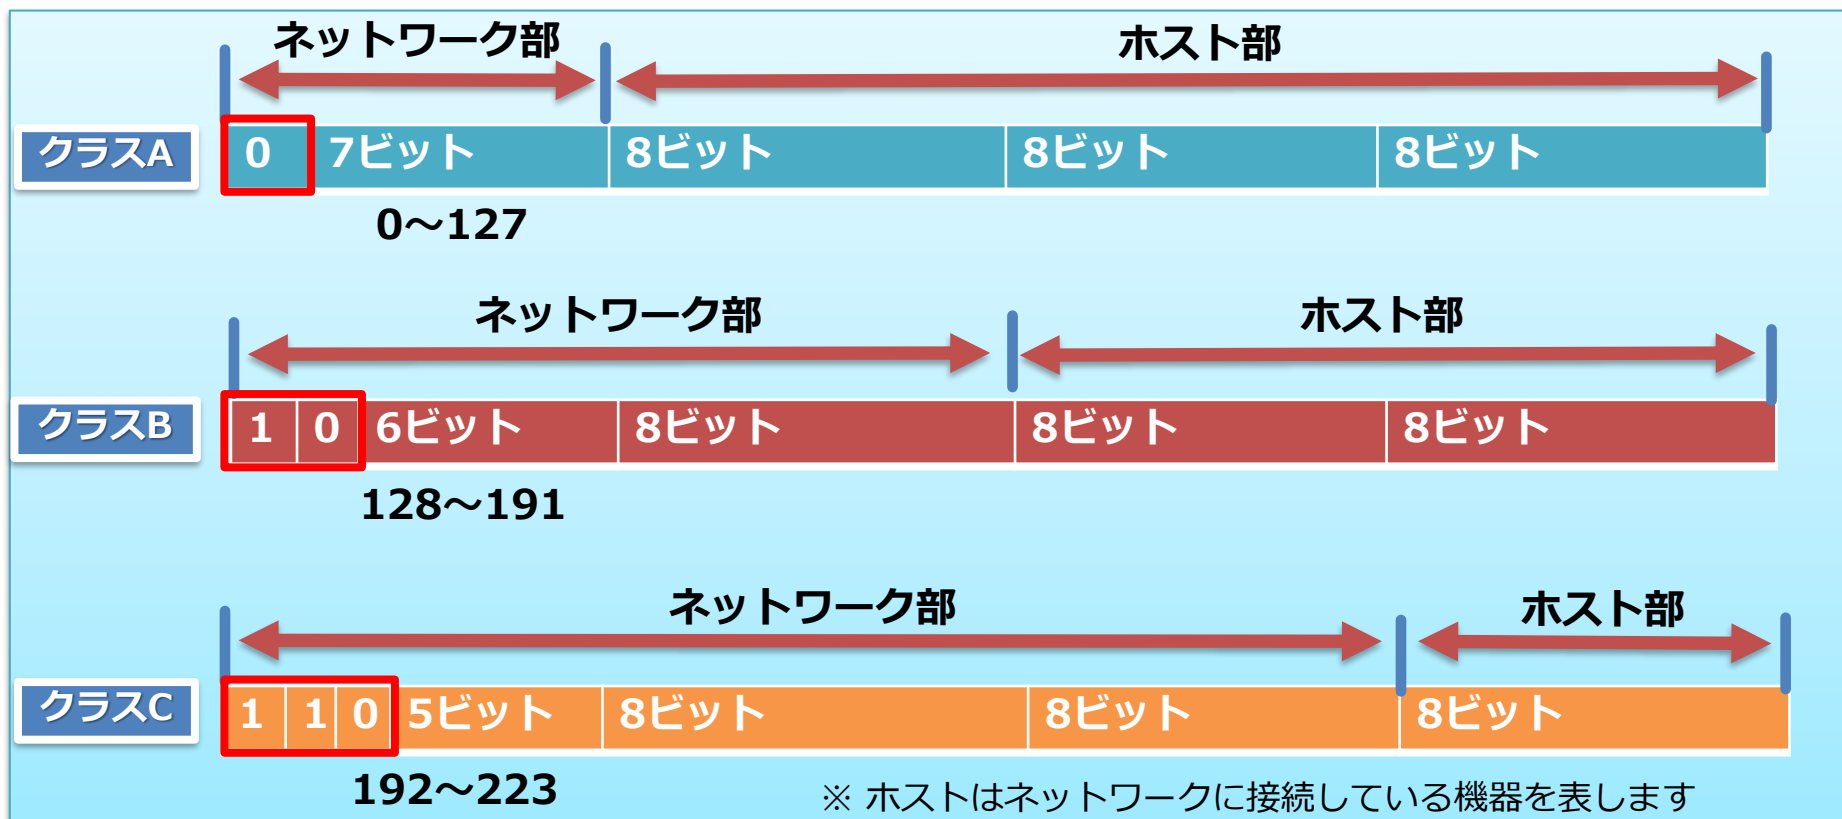 ネットワーク部 ホスト部
クラスA 0 7ビット 8ビット 8ビット 8ビット
0～127
ネットワーク部 ホスト部
クラスB 1 0 6ビット 8ビット 8ビット 8ビット
128～191
ネットワーク部 ホスト部
クラスC 1 1 0 5ビット 8ビット 8ビット 8ビット
192～223
※ ホストはネットワークに接続している機器を表します